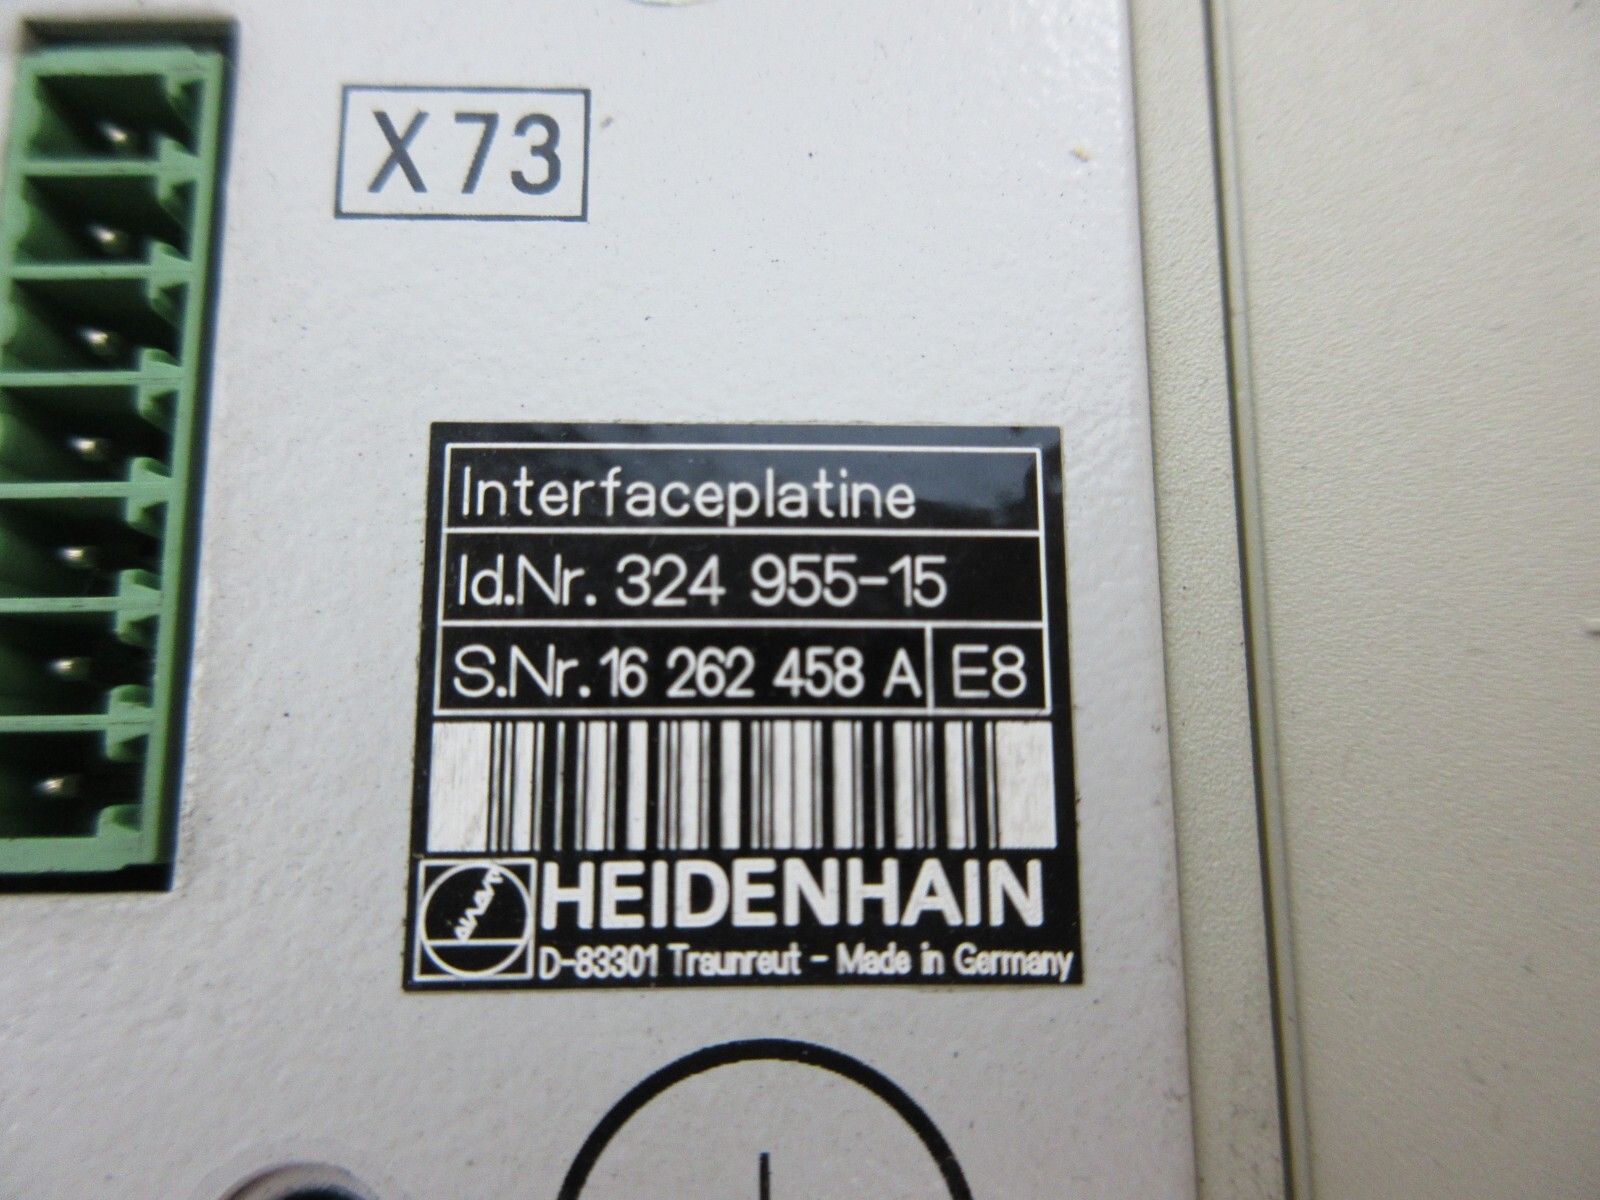 X73
Interfaceplatine
Id.Nr. 324 955-15
S.Nr. 16 262 458 A E8
HEIDENHAIN
D-83301 Traunreut - Made in Germany